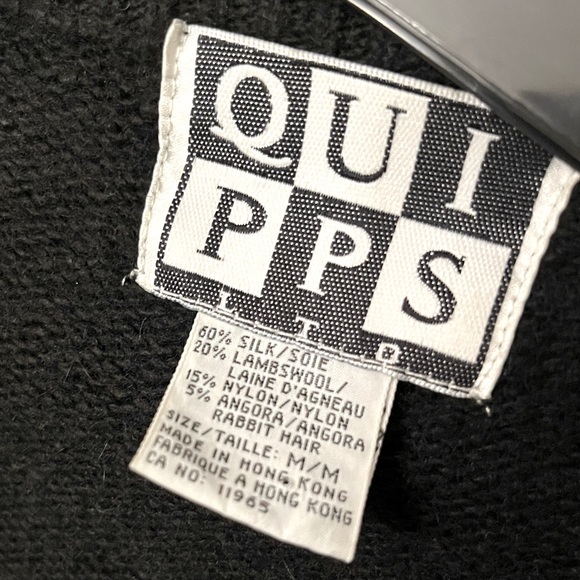 QUI
PPS
LTD
60% SILK/SOIE
20% LAMBSWOOL/
LAINE D'AGNEAU
15% NYLON/NYLON
5% ANGORA/ANGORA
RABBIT HAIR
SIZE/TAILLE: M/M
MADE IN HONG KONG
FABRIQUE A HONG KONG
CA NO: 11965